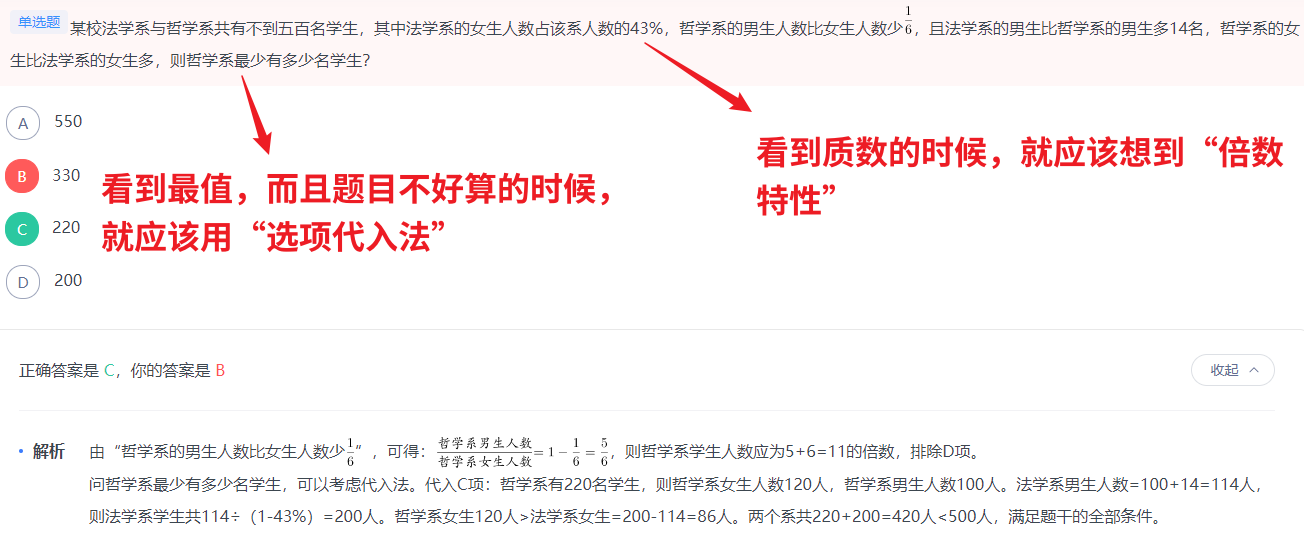 单选题 某校法学系与哲学系共有不到五百名学生，其中法学系的女生人数占该系人数的43%，哲学系的男生人数比女生人数少1/6，且法学系的男生比哲学系的男生多14名，哲学系的女
生比法学系的女生多，则哲学系最少有多少名学生？
A 550
B 330
C 220
D 200
看到质数的时候，就应该想到“倍数
特性”
看到最值，而且题目不好算的时候，
就应该用“选项代入法”
正确答案是 C，你的答案是 B
收起
解析 由“哲学系的男生人数比女生人数少1/6”，可得：哲学系男生人数/哲学系女生人数=1−1/6=5/6，则哲学系学生人数应为5+6=11的倍数，排除D项。
问哲学系最少有多少名学生，可以考虑代入法。代入C项：哲学系有220名学生，则哲学系女生人数120人，哲学系男生人数100人。法学系男生人数=100+14=114人，
则法学系学生共114÷（1-43%）=200人。哲学系女生120人>法学系女生=200-114=86人。两个系共220+200=420人<500人，满足题干的全部条件。